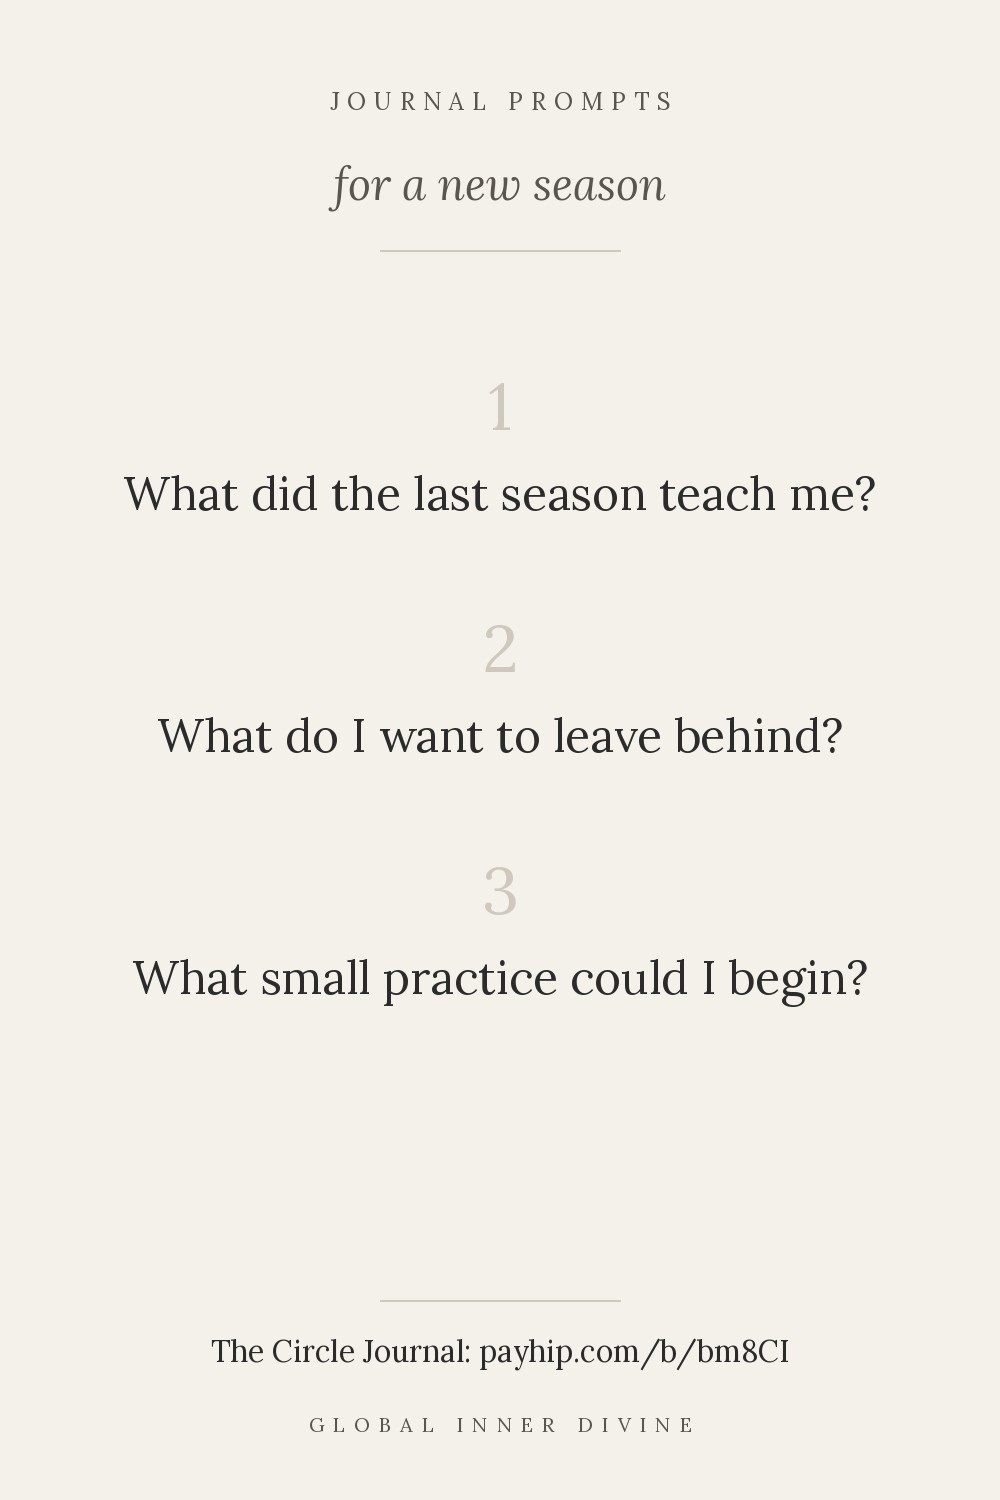 JOURNAL PROMPTS
for a new season
1
What did the last season teach me?
2
What do I want to leave behind?
3
What small practice could I begin?
The Circle Journal: payhip.com/b/bm8CI
GLOBAL INNER DIVINE